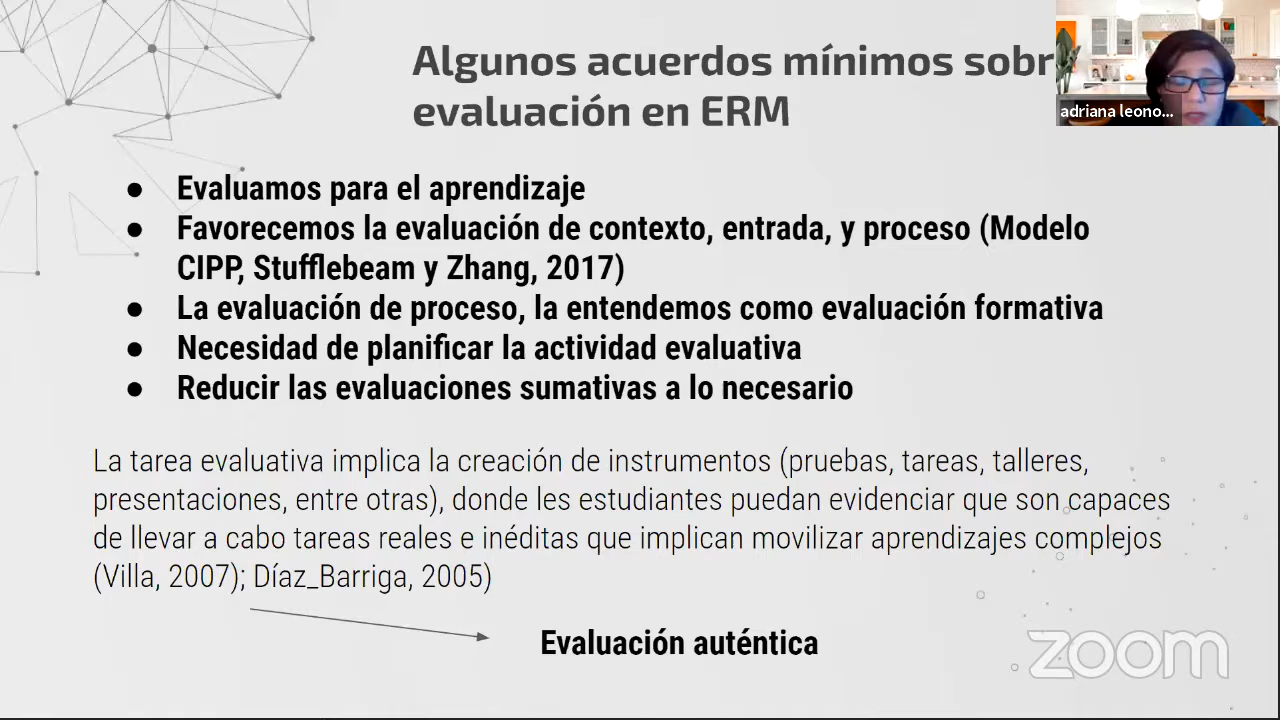 Algunos acuerdos mínimos sobr
evaluación en ERM
adriana leono...
● Evaluamos para el aprendizaje
● Favorecemos la evaluación de contexto, entrada, y proceso (Modelo
CIPP, Stufflebeam y Zhang, 2017)
● La evaluación de proceso, la entendemos como evaluación formativa
● Necesidad de planificar la actividad evaluativa
● Reducir las evaluaciones sumativas a lo necesario
La tarea evaluativa implica la creación de instrumentos (pruebas, tareas, talleres,
presentaciones, entre otras), donde les estudiantes puedan evidenciar que son capaces
de llevar a cabo tareas reales e inéditas que implican movilizar aprendizajes complejos
(Villa, 2007); Díaz_Barriga, 2005)
Evaluación auténtica
zoom